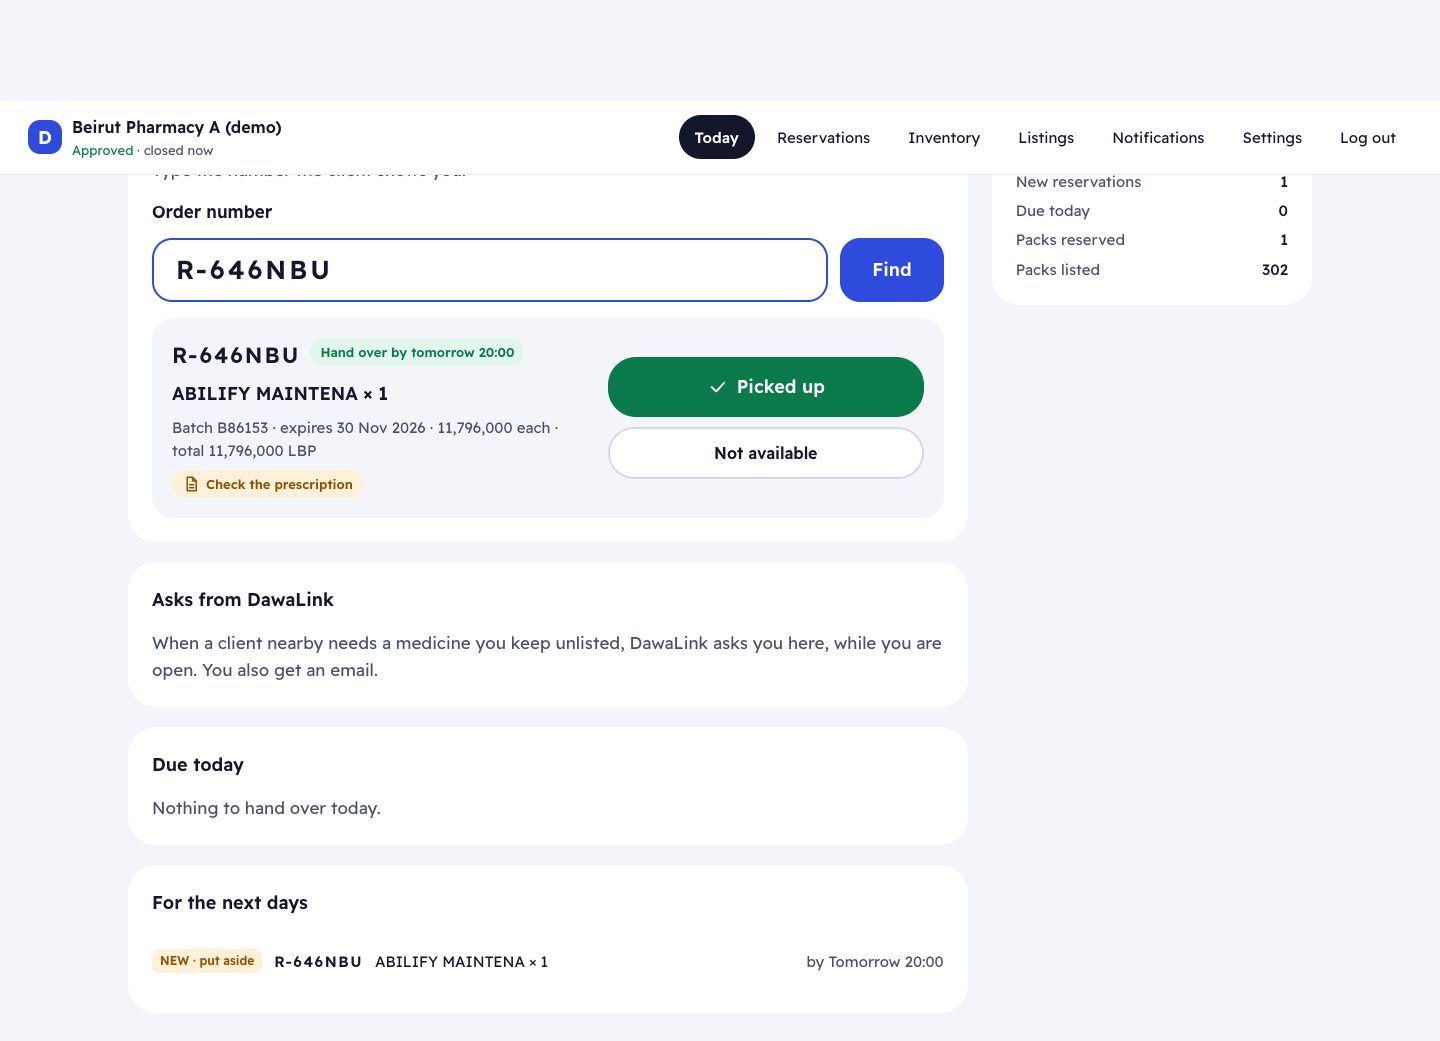 D
Beirut Pharmacy A (demo)
Approved · closed now
Today
Reservations
Inventory
Listings
Notifications
Settings
Log out
New reservations 1
Due today 0
Packs reserved 1
Packs listed 302
Order number
R-646NBU
Find
R-646NBU
Hand over by tomorrow 20:00
ABILIFY MAINTENA × 1
Batch B86153 · expires 30 Nov 2026 · 11,796,000 each ·
total 11,796,000 LBP
Check the prescription
Picked up
Not available
Asks from DawaLink
When a client nearby needs a medicine you keep unlisted, DawaLink asks you here, while you are
open. You also get an email.
Due today
Nothing to hand over today.
For the next days
NEW · put aside R-646NBU ABILIFY MAINTENA × 1 by Tomorrow 20:00